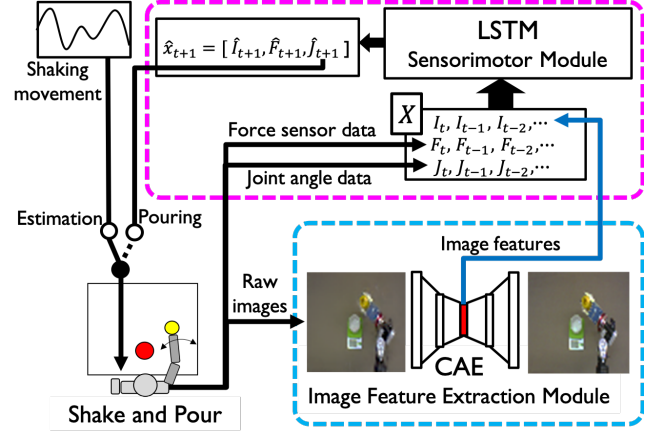 LSTM
Sensorimotor Module
x̂ₜ₊₁ = [ Îₜ₊₁, F̂ₜ₊₁, Ĵₜ₊₁ ]
Shaking
movement
X
Iₜ, Iₜ₋₁, Iₜ₋₂,⋯
Fₜ, Fₜ₋₁, Fₜ₋₂,⋯
Jₜ, Jₜ₋₁, Jₜ₋₂,⋯
Force sensor data
Joint angle data
Estimation
Pouring
Image features
Raw
images
CAE
Image Feature Extraction Module
Shake and Pour